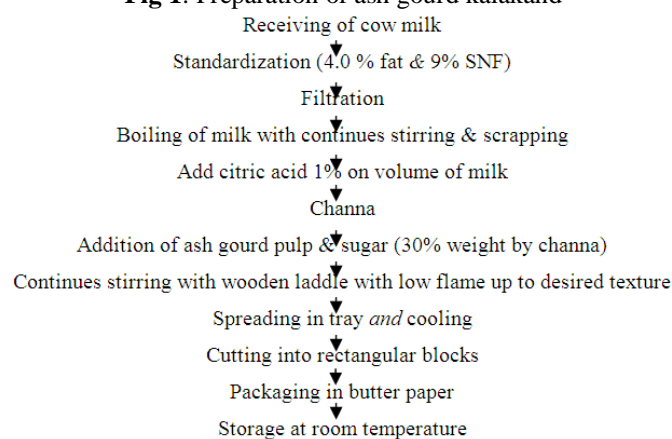 Fig 1: Preparation of ash gourd kalakand
Receiving of cow milk
Standardization (4.0 % fat & 9% SNF)
Filtration
Boiling of milk with continues stirring & scrapping
Add citric acid 1% on volume of milk
Channa
Addition of ash gourd pulp & sugar (30% weight by channa)
Continues stirring with wooden laddle with low flame up to desired texture
Spreading in tray and cooling
Cutting into rectangular blocks
Packaging in butter paper
Storage at room temperature